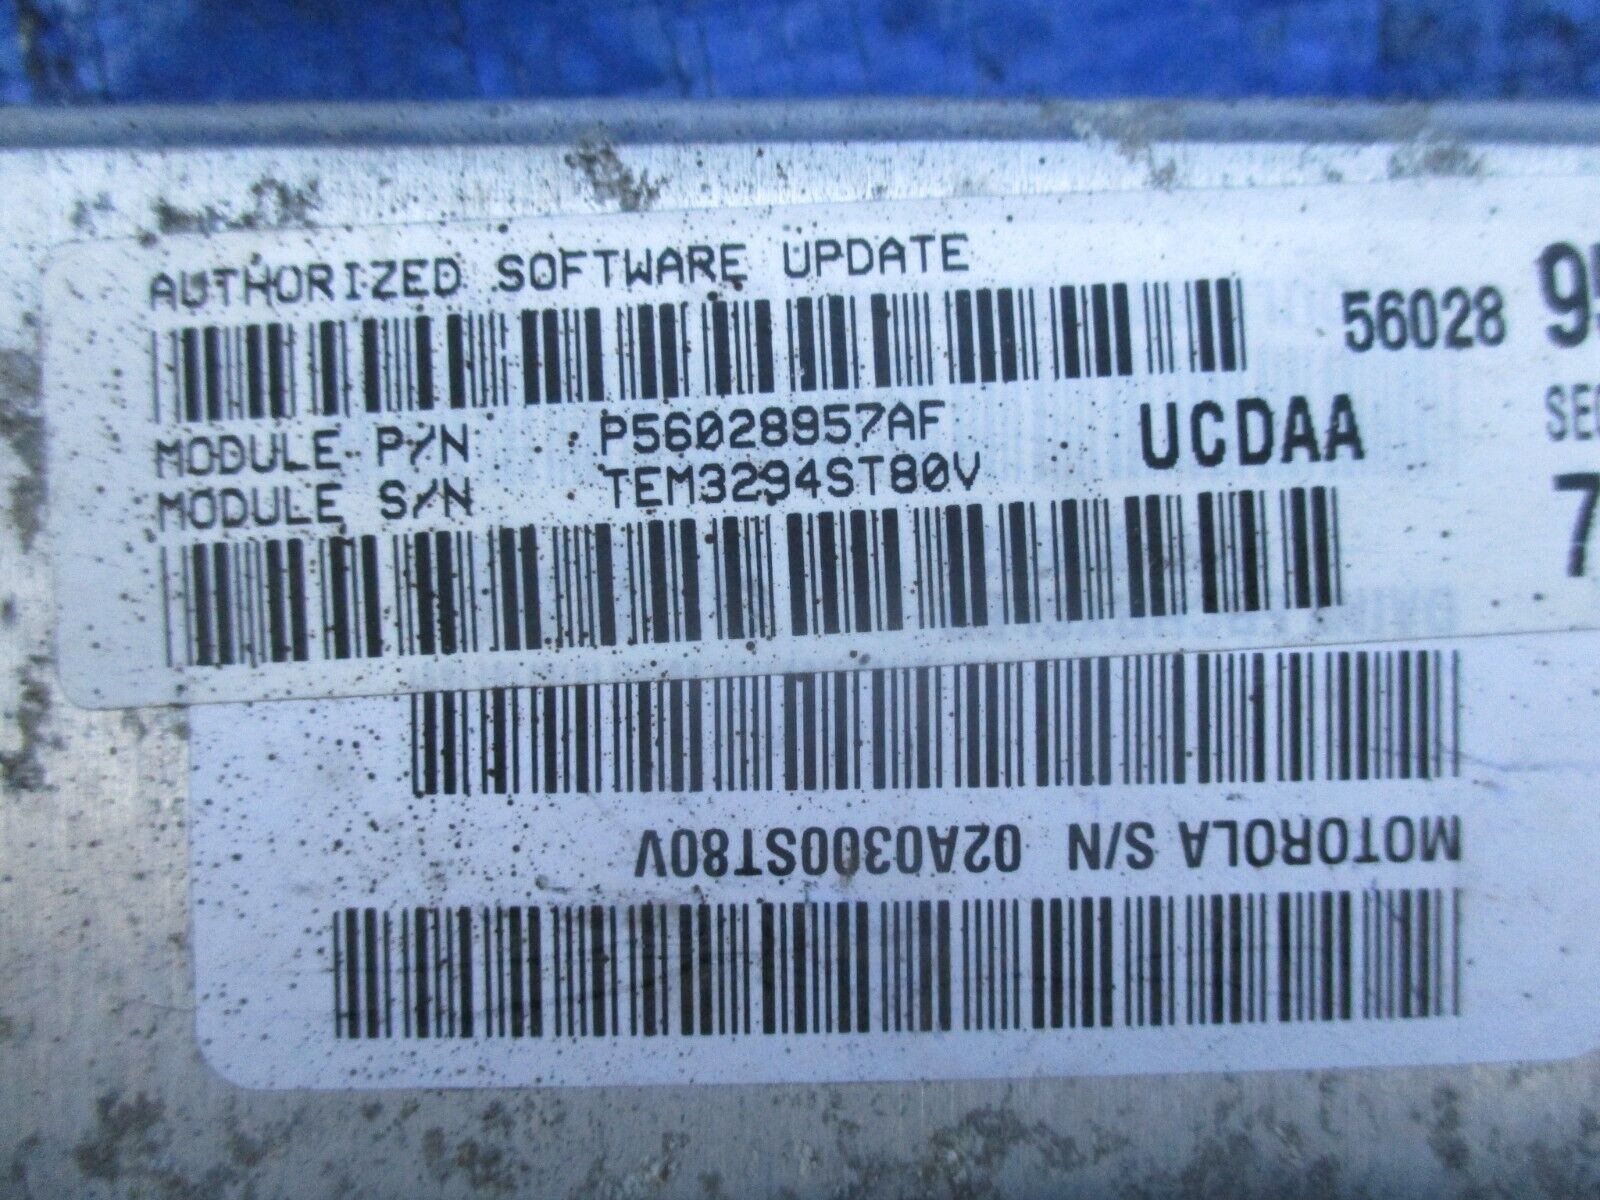 AUTHORIZED SOFTWARE UPDATE
56028
MODULE P/N P56028957AF
UCDAA
MODULE S/N TEM3294ST80V
MOTOROLA S/N 02A0300ST80V